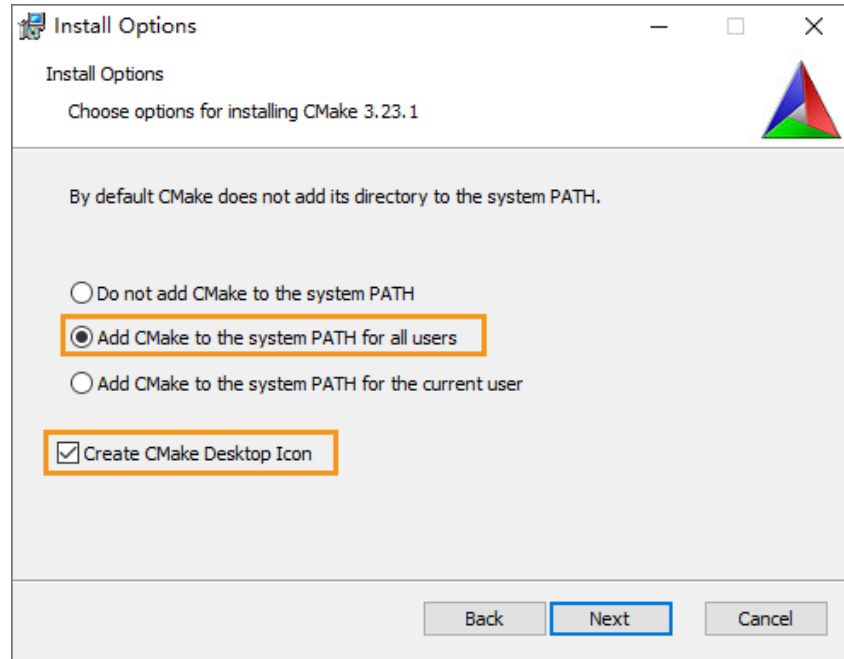 Install Options
Install Options
Choose options for installing CMake 3.23.1
By default CMake does not add its directory to the system PATH.
Do not add CMake to the system PATH
Add CMake to the system PATH for all users
Add CMake to the system PATH for the current user
Create CMake Desktop Icon
Back Next Cancel